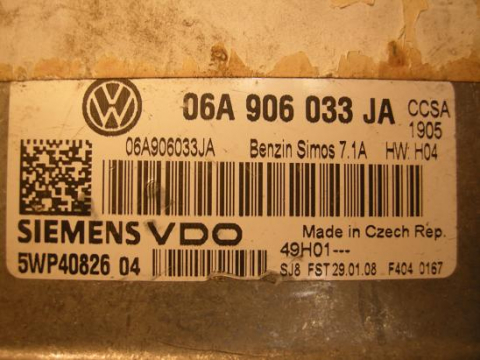 06A 906 033 JA CCSA
1905
06A906033JA Benzin Simos 7.1A HW: H04
SIEMENS VDO Made in Czech Rep.
49H01---
5WP40826 04 SJ8 FST 29.01.08 F404 0167